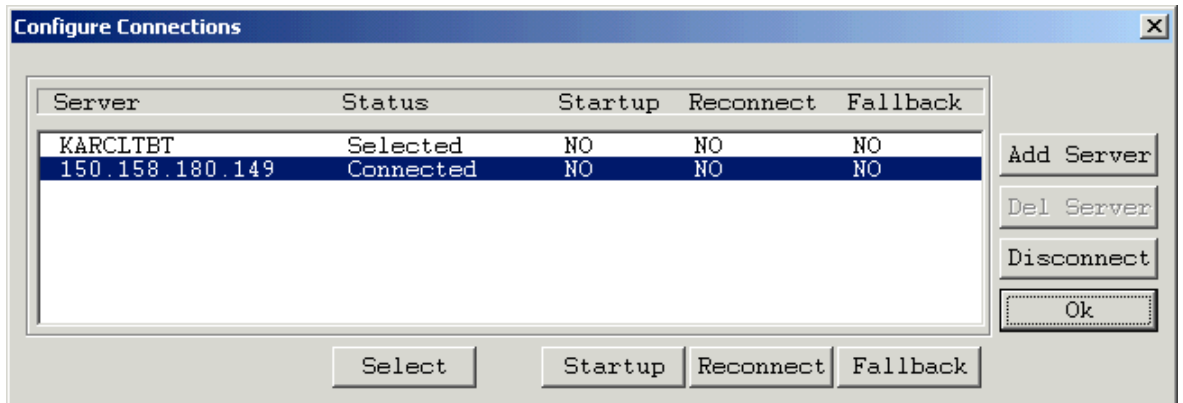 Configure Connections
Server Status Startup Reconnect Fallback
KARCLTBT Selected NO NO NO
150.158.180.149 Connected NO NO NO
Add Server
Del Server
Disconnect
Ok
Select Startup Reconnect Fallback